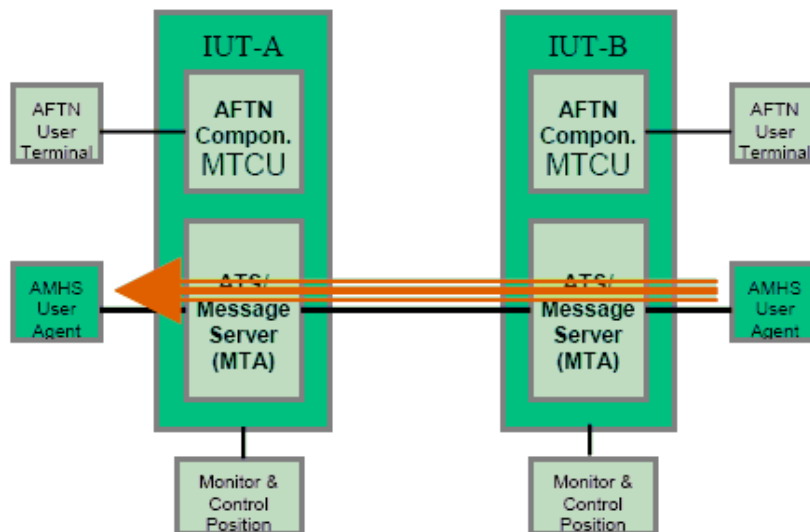 IUT-A
IUT-B
AFTN
User
Terminal
AFTN
Compon.
MTCU
AFTN
Compon.
MTCU
AFTN
User
Terminal
AMHS
User
Agent
ATS/
Message
Server
(MTA)
ATS/
Message
Server
(MTA)
AMHS
User
Agent
Monitor &
Control
Position
Monitor &
Control
Position